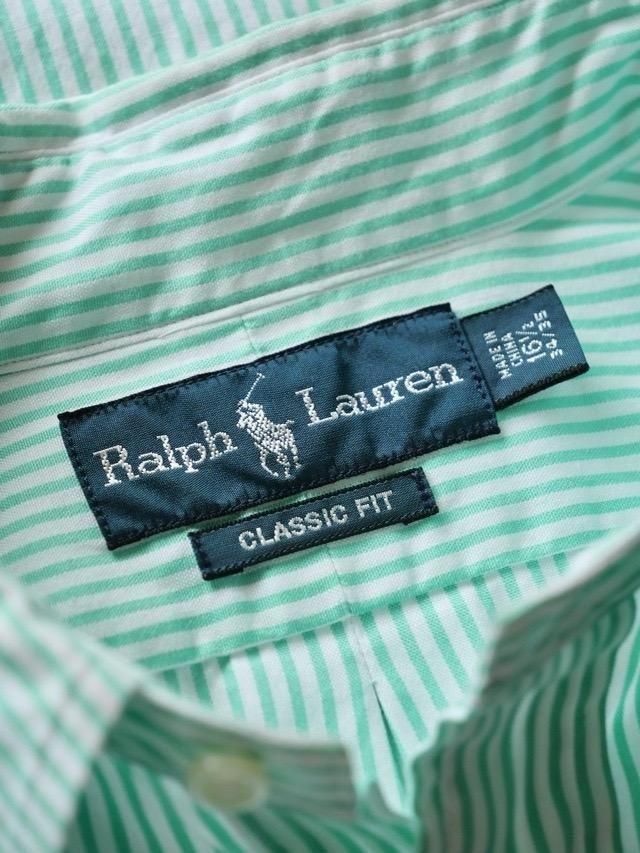 Ralph Lauren
CLASSIC FIT
MADE IN
CHINA
16½
34/35